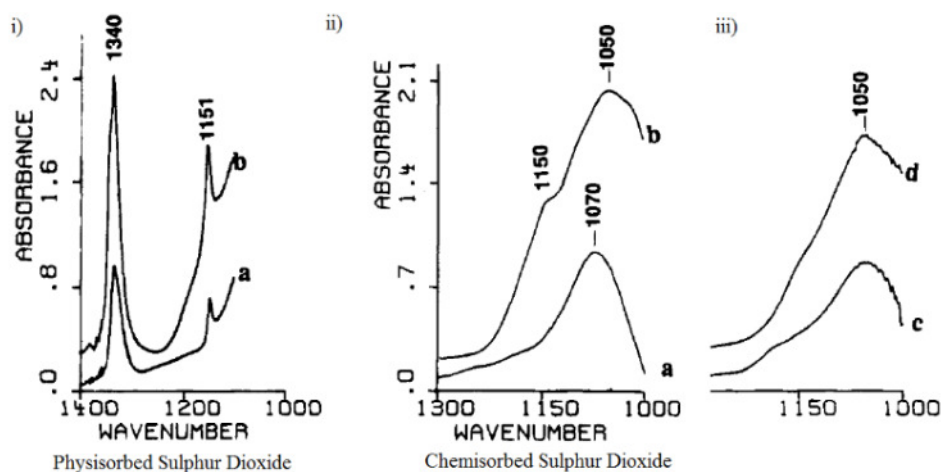 i)
1340
1151
2.4
1.6
.8
.0
ABSORBANCE
b
a
1400
1200
1000
WAVENUMBER
Physisorbed Sulphur Dioxide
ii)
1050
1150
1070
2.1
1.4
.7
.0
ABSORBANCE
b
a
1300
1150
1000
WAVENUMBER
Chemisorbed Sulphur Dioxide
iii)
1050
d
c
1150
1000